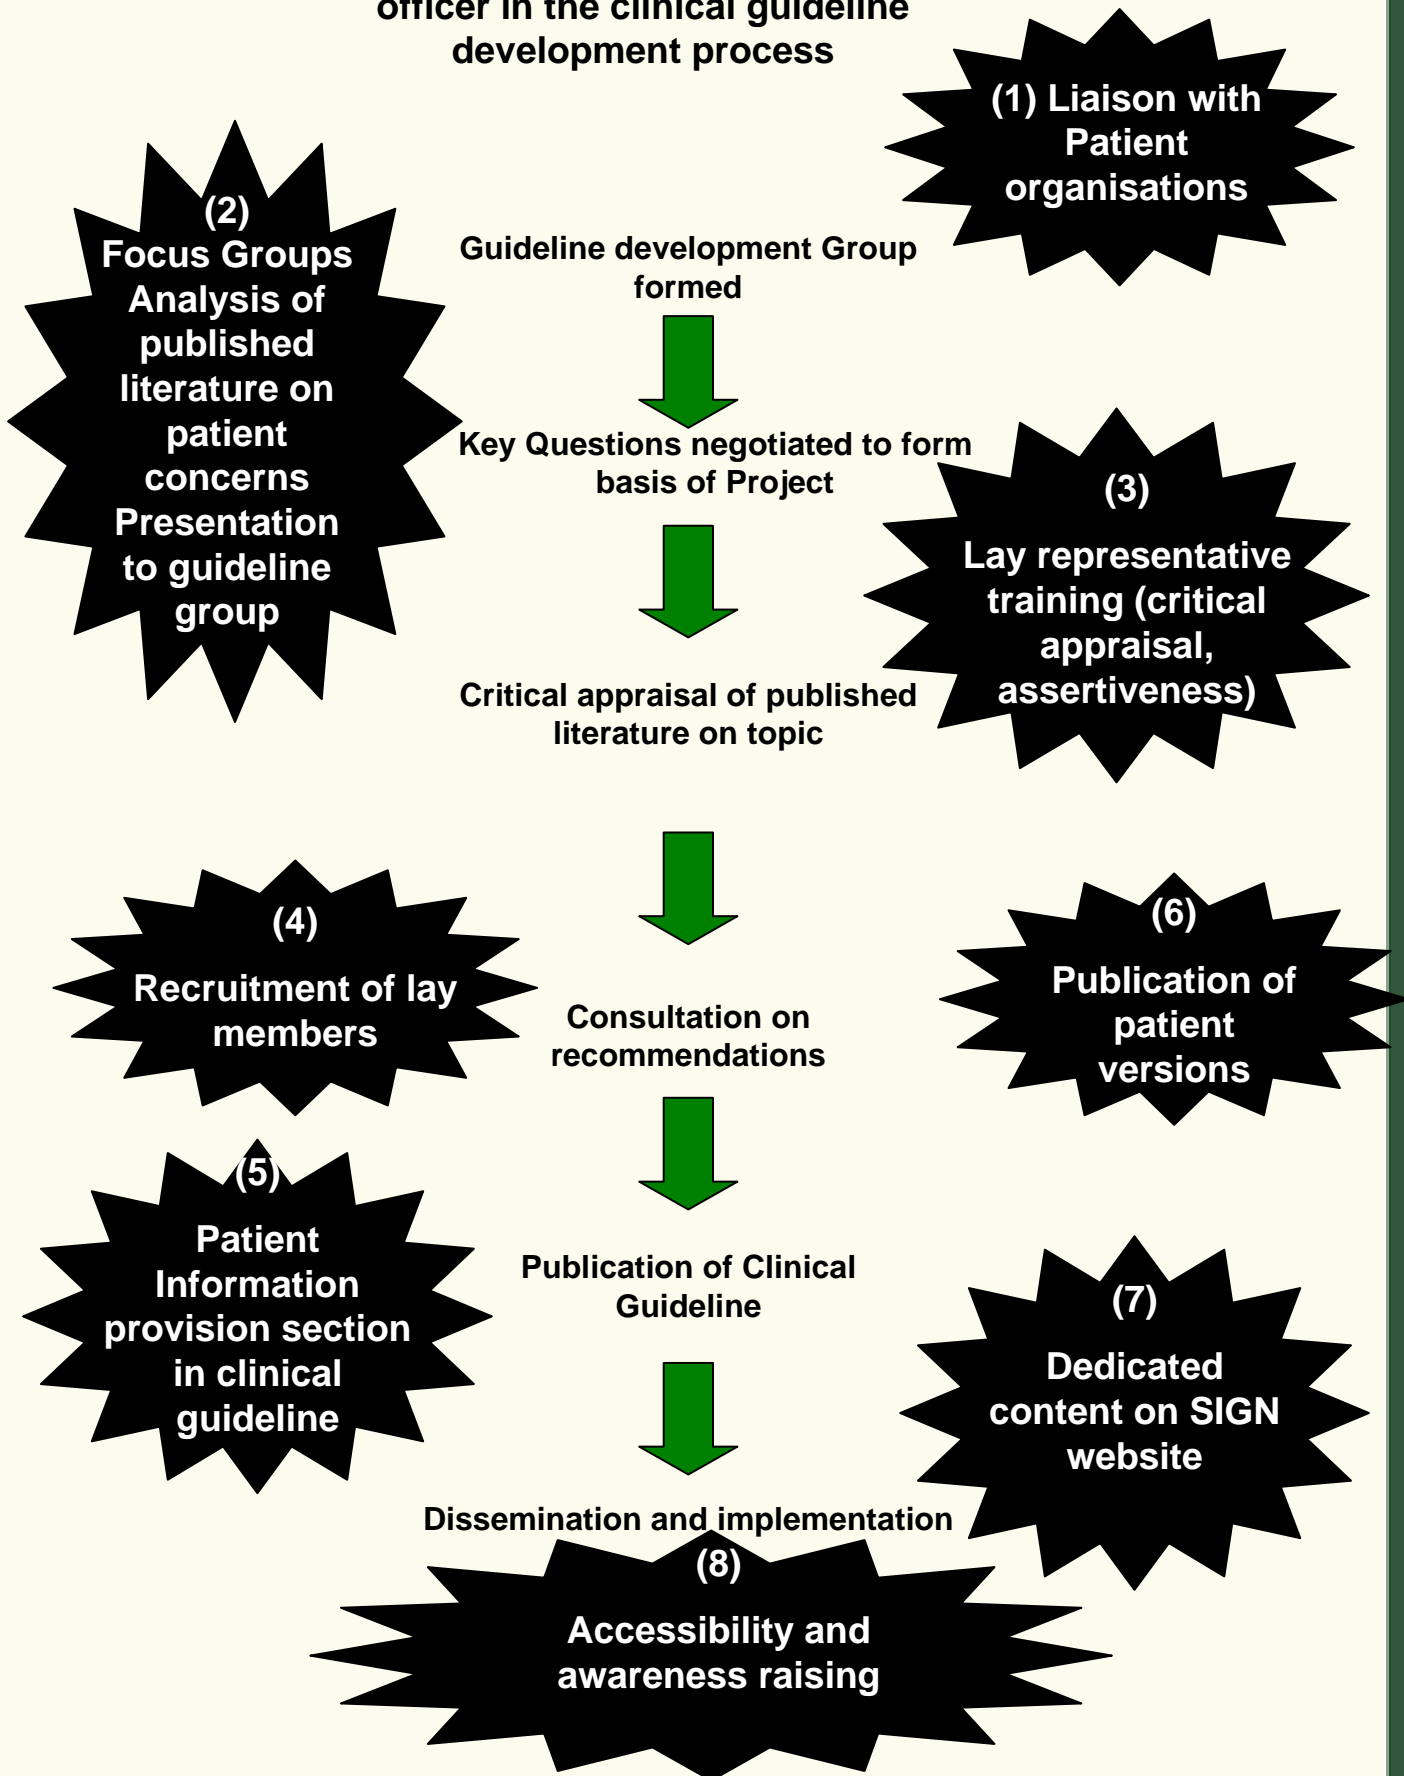 officer in the clinical guideline
development process
(1) Liaison with
Patient
organisations
(2)
Focus Groups
Analysis of
published
literature on
patient
concerns
Presentation
to guideline
group
Guideline development Group
formed
Key Questions negotiated to form
basis of Project
(3)
Lay representative
training (critical
appraisal,
assertiveness)
Critical appraisal of published
literature on topic
(4)
Recruitment of lay
members
(6)
Publication of
patient
versions
Consultation on
recommendations
(5)
Patient
Information
provision section
in clinical
guideline
Publication of Clinical
Guideline
(7)
Dedicated
content on SIGN
website
Dissemination and implementation
(8)
Accessibility and
awareness raising